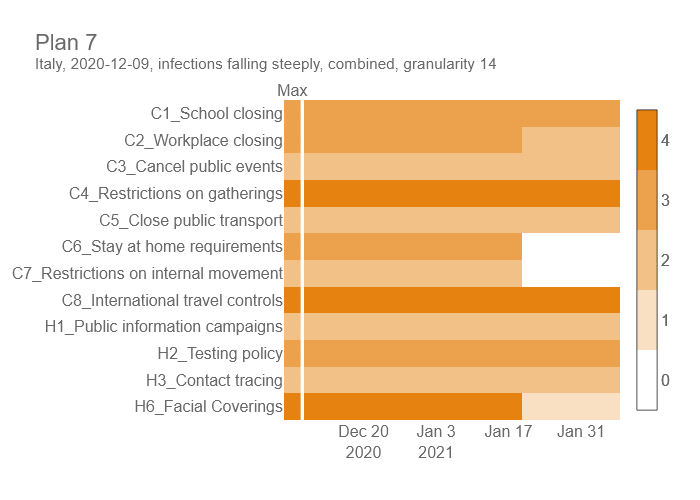 Plan 7
Italy, 2020-12-09, infections falling steeply, combined, granularity 14
Max
C1_School closing
C2_Workplace closing
C3_Cancel public events
C4_Restrictions on gatherings
C5_Close public transport
C6_Stay at home requirements
C7_Restrictions on internal movement
C8_International travel controls
H1_Public information campaigns
H2_Testing policy
H3_Contact tracing
H6_Facial Coverings
Dec 20 Jan 3 Jan 17 Jan 31
2020 2021
4
3
2
1
0